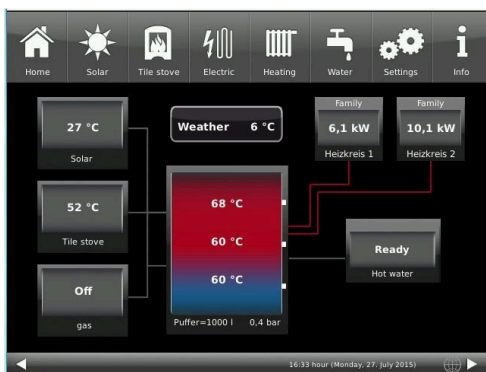 Home
Solar
Tile stove
Electric
Heating
Water
Settings
Info
27 °C
Solar
Weather 6 °C
Family
6,1 kW
Heizkreis 1
Family
10,1 kW
Heizkreis 2
52 °C
Tile stove
68 °C
60 °C
60 °C
Puffer=1000 l 0,4 bar
Ready
Hot water
Off
gas
16:33 hour (Monday, 27. July 2015)